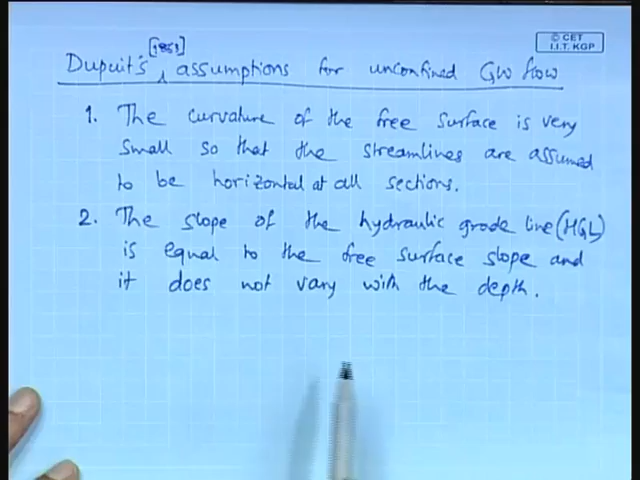 © CET
I.I.T. KGP
[1863]
Dupuit's assumptions for unconfined GW flow
1. The curvature of the free surface is very
small so that the streamlines are assumed
to be horizontal at all sections.
2. The slope of the hydraulic grade line (HGL)
is equal to the free surface slope and
it does not vary with the depth.